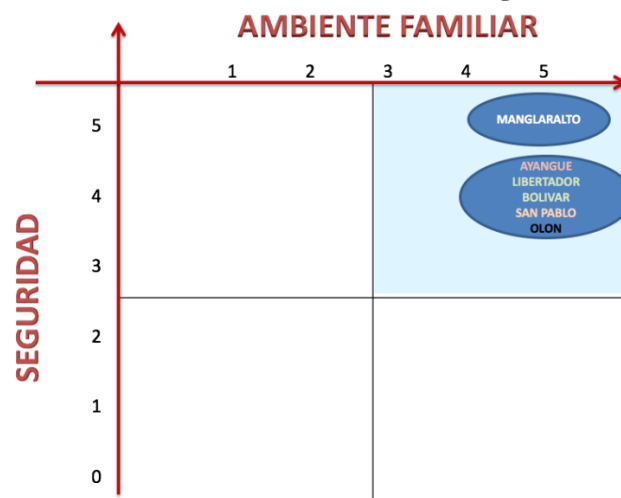 AMBIENTE FAMILIAR
1 2 3 4 5
5
MANGLARALTO
AYANGUE
LIBERTADOR
4
BOLIVAR
SAN PABLO
OLON
SEGURIDAD
3
2
1
0